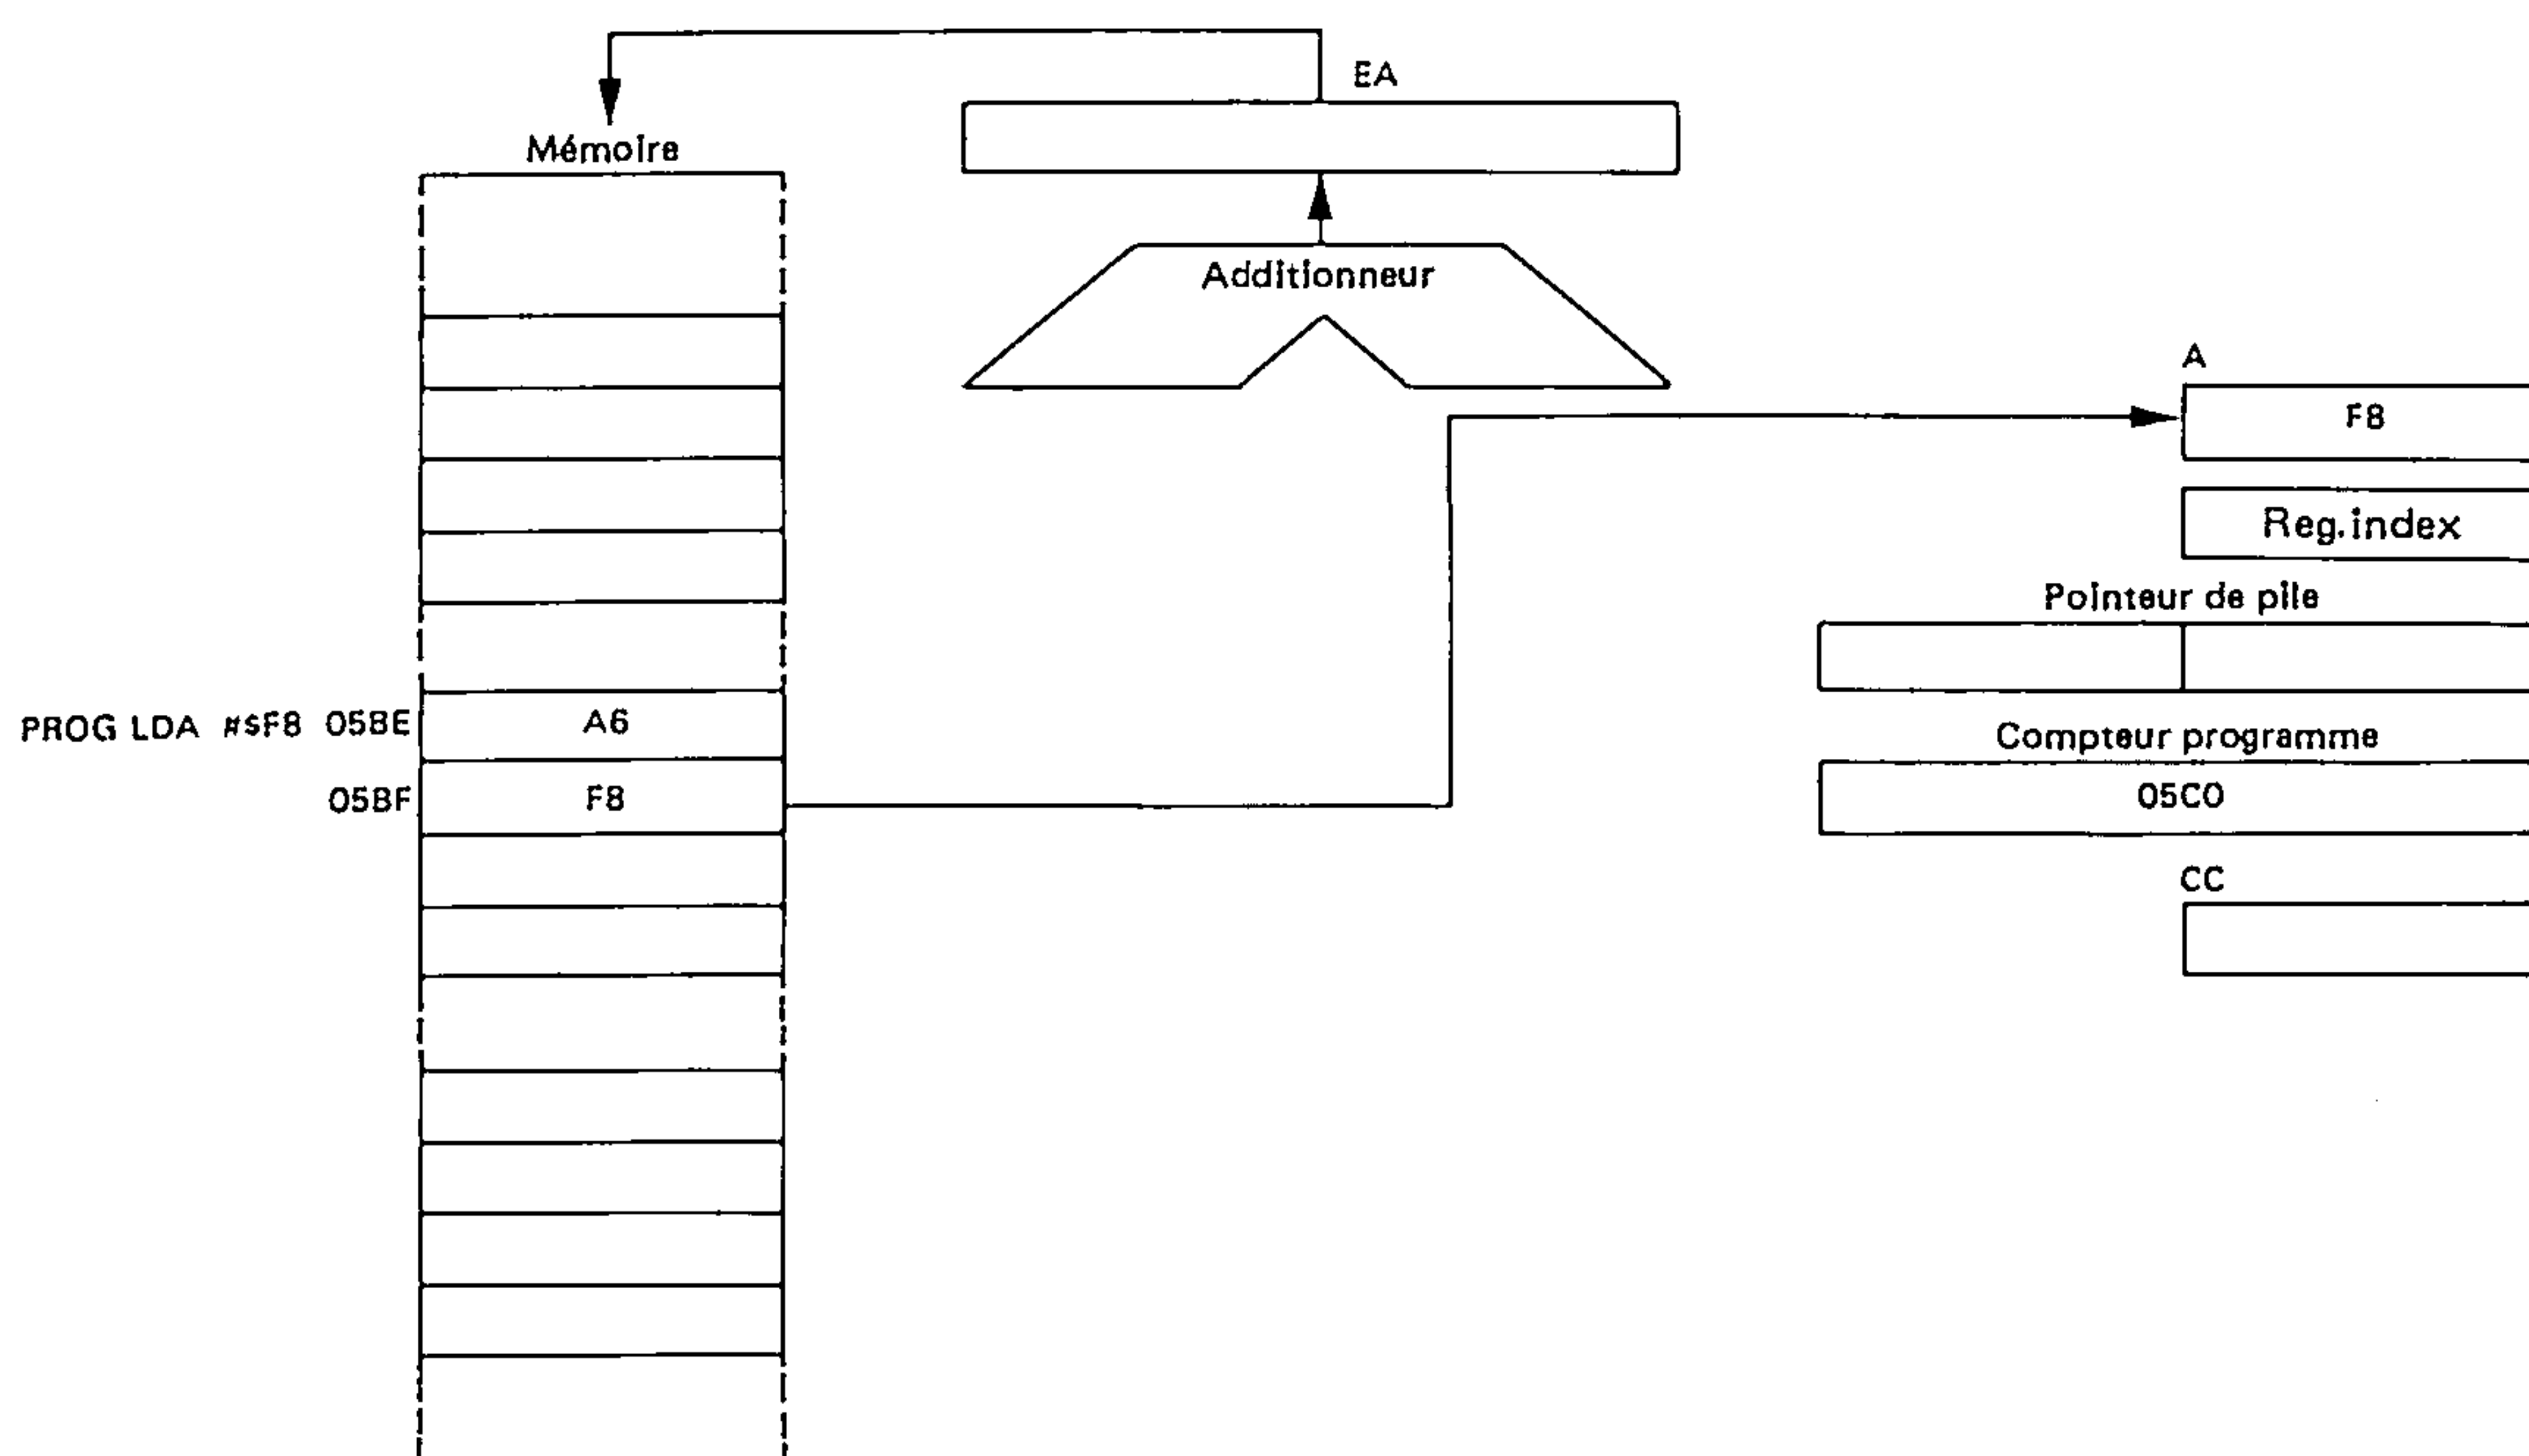 EA
Mémoire
Additionneur
A
F8
Reg.index
Pointeur de pile
PROG LDA #$F8 05BE A6
Compteur programme
05BF F8
05C0
CC